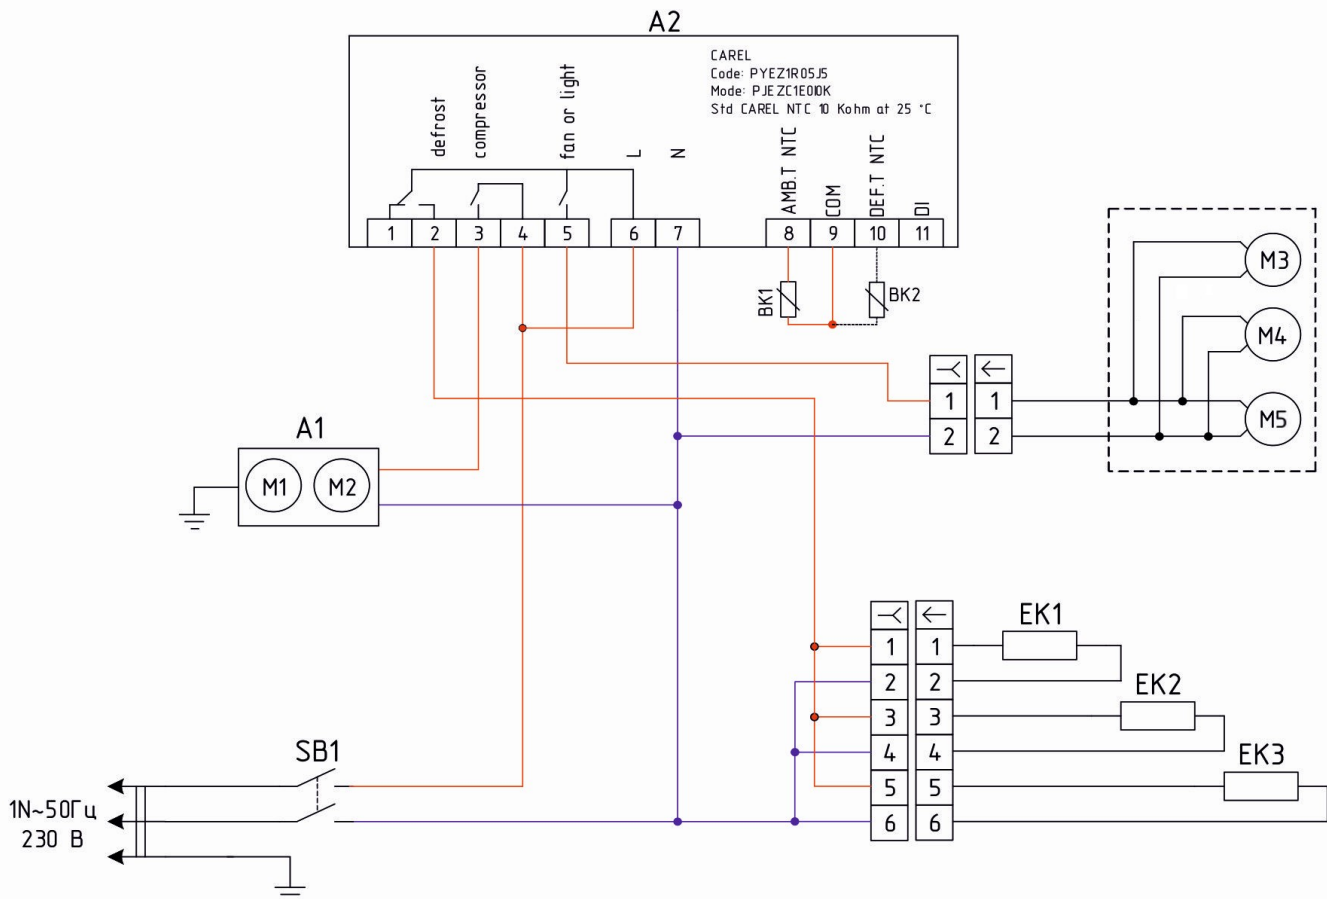 A2
CAREL
Code: PYEZ1R05J5
Mode: PJEZC1E0I0K
Std CAREL NTC 10 Kohm at 25 °C
defrost
compressor
fan or light
L
N
AMB.T NTC
COM
DEF.T NTC
DI
1 2 3 4 5 6 7 8 9 10 11
BK1
BK2
M3
M4
M5
1 1
2 2
A1
M1 M2
EK1
EK2
EK3
1 1
2 2
3 3
4 4
5 5
6 6
SB1
1N~50Гц
230 В